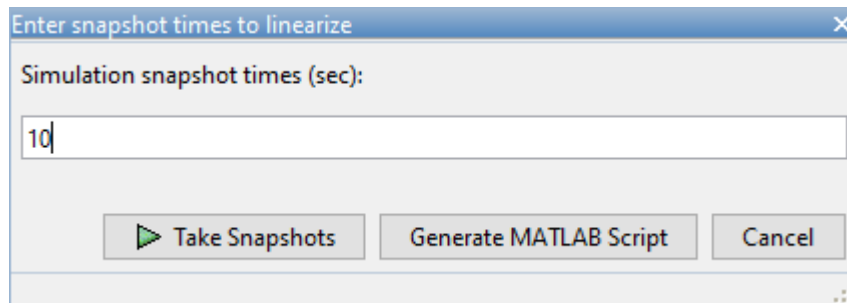 Enter snapshot times to linearize
Simulation snapshot times (sec):
10
Take Snapshots Generate MATLAB Script Cancel